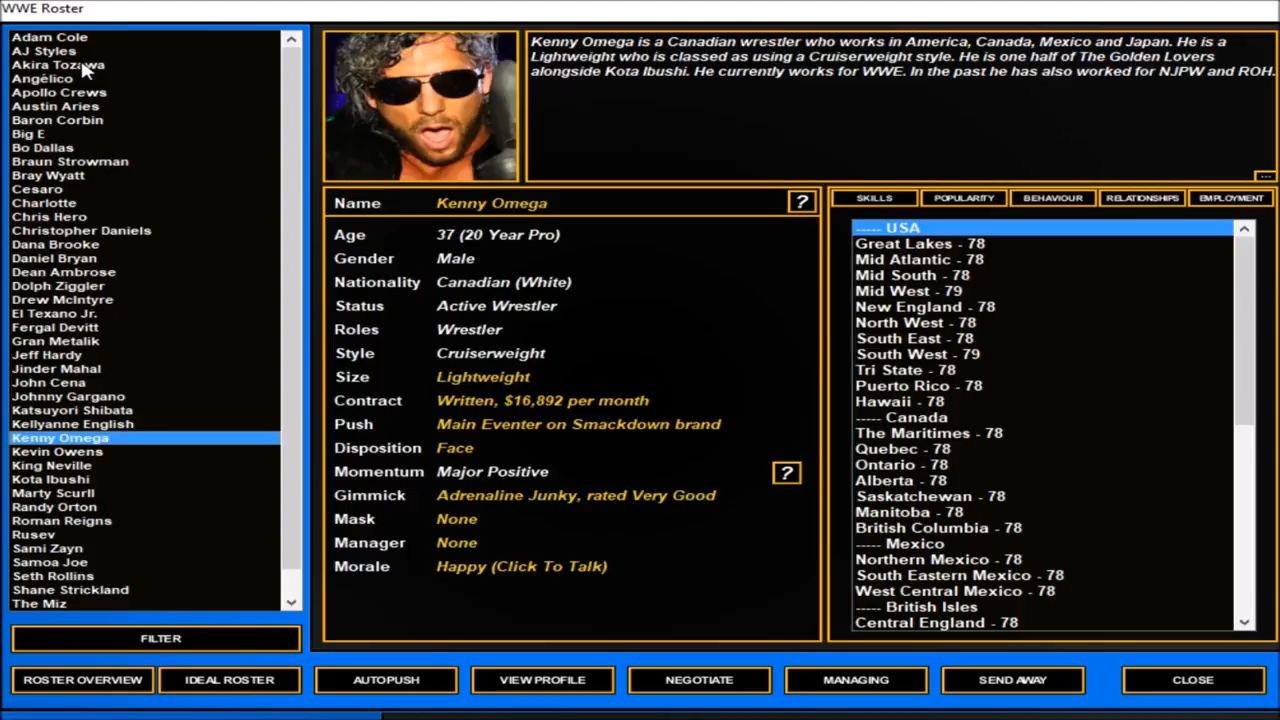 WWE Roster
Adam Cole
AJ Styles
Akira Tozawa
Angélico
Apollo Crews
Austin Aries
Baron Corbin
Big E
Bo Dallas
Braun Strowman
Bray Wyatt
Cesaro
Charlotte
Chris Hero
Christopher Daniels
Dana Brooke
Daniel Bryan
Dean Ambrose
Dolph Ziggler
Drew McIntyre
El Texano Jr.
Fergal Devitt
Gran Metalik
Jeff Hardy
Jinder Mahal
John Cena
Johnny Gargano
Katsuyori Shibata
Kellyanne English
Kenny Omega
Kevin Owens
King Neville
Kota Ibushi
Marty Scurll
Randy Orton
Roman Reigns
Rusev
Sami Zayn
Samoa Joe
Seth Rollins
Shane Strickland
The Miz
FILTER
Kenny Omega is a Canadian wrestler who works in America, Canada, Mexico and Japan. He is a
Lightweight who is classed as using a Cruiserweight style. He is one half of The Golden Lovers
alongside Kota Ibushi. He currently works for WWE. In the past he has also worked for NJPW and ROH.
...
Name Kenny Omega ?
Age 37 (20 Year Pro)
Gender Male
Nationality Canadian (White)
Status Active Wrestler
Roles Wrestler
Style Cruiserweight
Size Lightweight
Contract Written, $16,892 per month
Push Main Eventer on Smackdown brand
Disposition Face
Momentum Major Positive ?
Gimmick Adrenaline Junky, rated Very Good
Mask None
Manager None
Morale Happy (Click To Talk)
SKILLS POPULARITY BEHAVIOUR RELATIONSHIPS EMPLOYMENT
----- USA
Great Lakes - 78
Mid Atlantic - 78
Mid South - 78
Mid West - 79
New England - 78
North West - 78
South East - 78
South West - 79
Tri State - 78
Puerto Rico - 78
Hawaii - 78
----- Canada
The Maritimes - 78
Quebec - 78
Ontario - 78
Alberta - 78
Saskatchewan - 78
Manitoba - 78
British Columbia - 78
----- Mexico
Northern Mexico - 78
South Eastern Mexico - 78
West Central Mexico - 78
----- British Isles
Central England - 78
ROSTER OVERVIEW IDEAL ROSTER AUTOPUSH VIEW PROFILE NEGOTIATE MANAGING SEND AWAY CLOSE